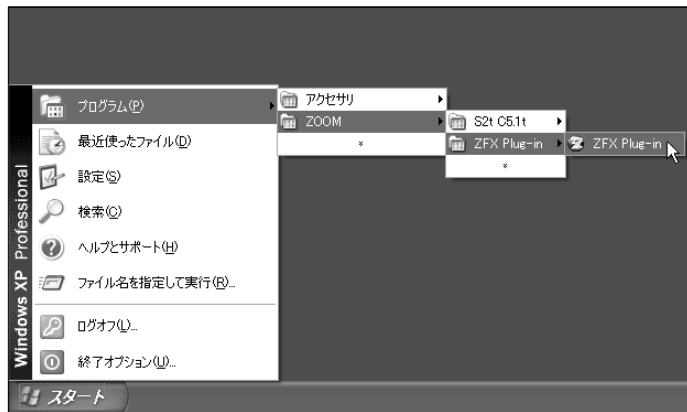 プログラム(P)
最近使ったファイル(D)
設定(S)
検索(C)
ヘルプとサポート(H)
ファイル名を指定して実行(R)...
ログオフ(L)...
終了オプション(U)...
Windows XP Professional
スタート
アクセサリ
ZOOM
S2t C5.1t
ZFX Plug-in
ZFX Plug-in